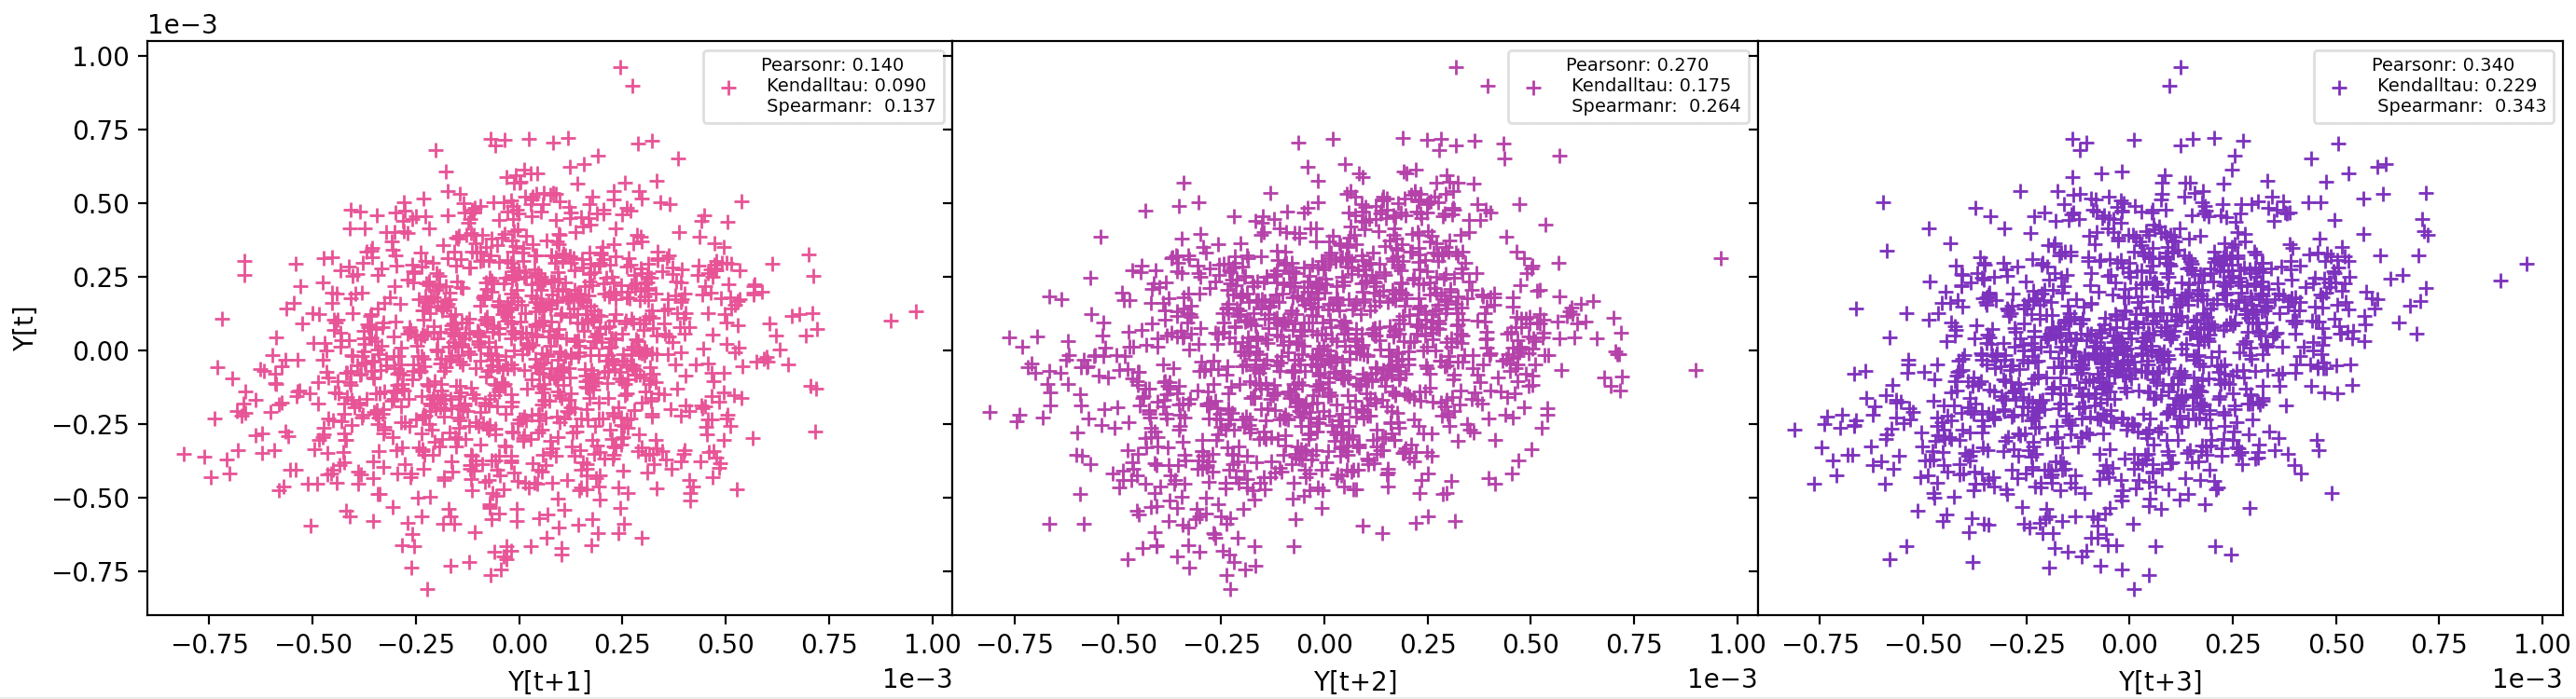 1e−3
1.00
0.75
0.50
0.25
0.00
−0.25
−0.50
−0.75
Y[t]
Pearsonr: 0.140
Kendalltau: 0.090
Spearmanr:  0.137
−0.75 −0.50 −0.25 0.00 0.25 0.50 0.75 1.00
Y[t+1]
1e−3
Pearsonr: 0.270
Kendalltau: 0.175
Spearmanr:  0.264
−0.75 −0.50 −0.25 0.00 0.25 0.50 0.75 1.00
Y[t+2]
1e−3
Pearsonr: 0.340
Kendalltau: 0.229
Spearmanr:  0.343
−0.75 −0.50 −0.25 0.00 0.25 0.50 0.75 1.00
Y[t+3]
1e−3